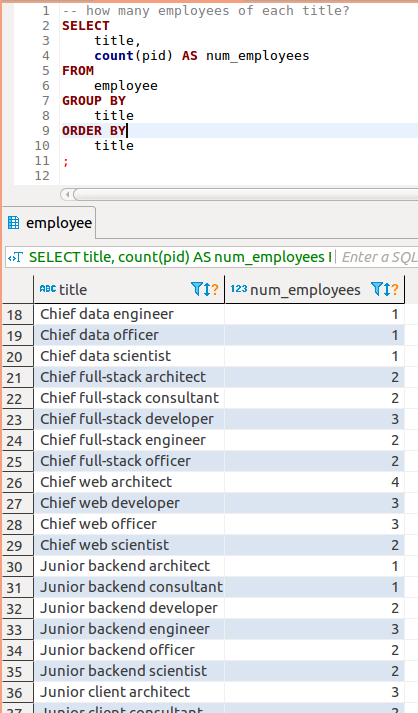 1 -- how many employees of each title?
2 SELECT
3 title,
4 count(pid) AS num_employees
5 FROM
6 employee
7 GROUP BY
8 title
9 ORDER BY
10 title
11 ;
12
employee
SELECT title, count(pid) AS num_employees Enter a SQL
ABC title 123 num_employees
18 Chief data engineer 1
19 Chief data officer 1
20 Chief data scientist 1
21 Chief full-stack architect 2
22 Chief full-stack consultant 2
23 Chief full-stack developer 3
24 Chief full-stack engineer 2
25 Chief full-stack officer 2
26 Chief web architect 4
27 Chief web developer 3
28 Chief web officer 3
29 Chief web scientist 2
30 Junior backend architect 1
31 Junior backend consultant 1
32 Junior backend developer 2
33 Junior backend engineer 3
34 Junior backend officer 2
35 Junior backend scientist 2
36 Junior client architect 3